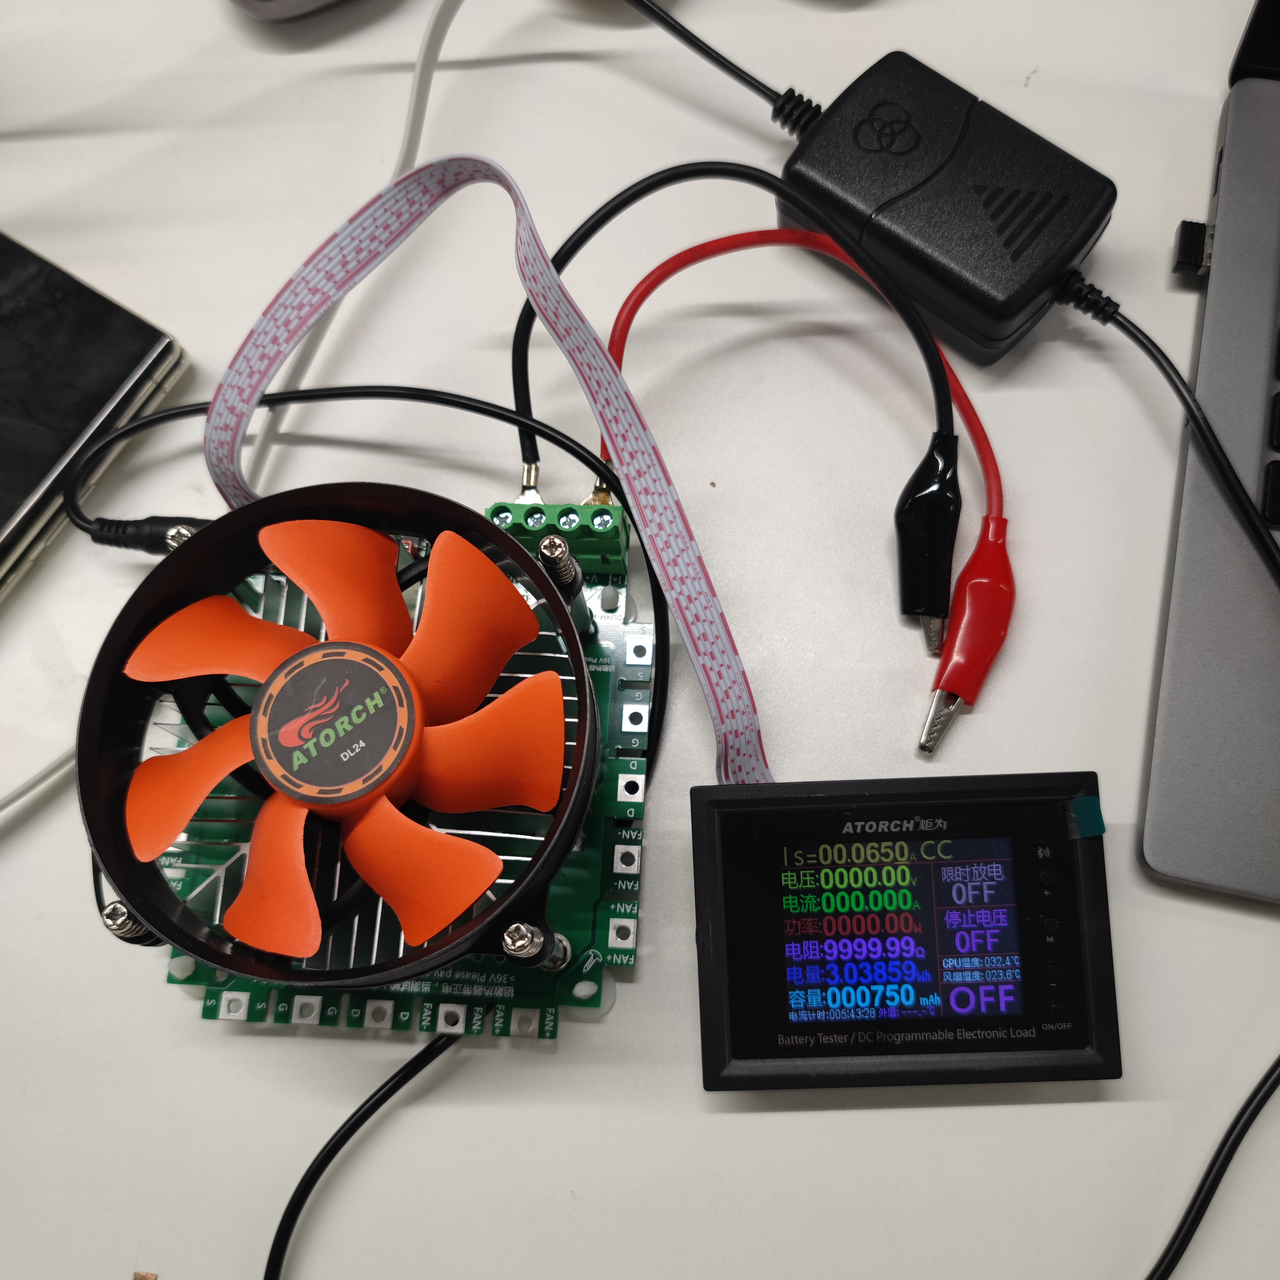 ATORCH®
DL24
S
S
G
G
D
D
FAN-
FAN-
FAN+
FAN+
>36V Please pay
S
S
G
G
D
D
FAN-
FAN-
FAN+
FAN+
ATORCH®炬为
Is=00.0650A CC
电压:0000.00V
电流:000.000A
功率:0000.00W
电阻:9999.99Ω
电量:3.03859Wh
容量:000750 mAh
电流计时:005:43:28 外温:---.-℃
限时放电
OFF
停止电压
OFF
CPU温度:032.4℃
风扇温度:023.6℃
OFF
+
M
-
ON/OFF
Battery Tester / DC Programmable Electronic Load